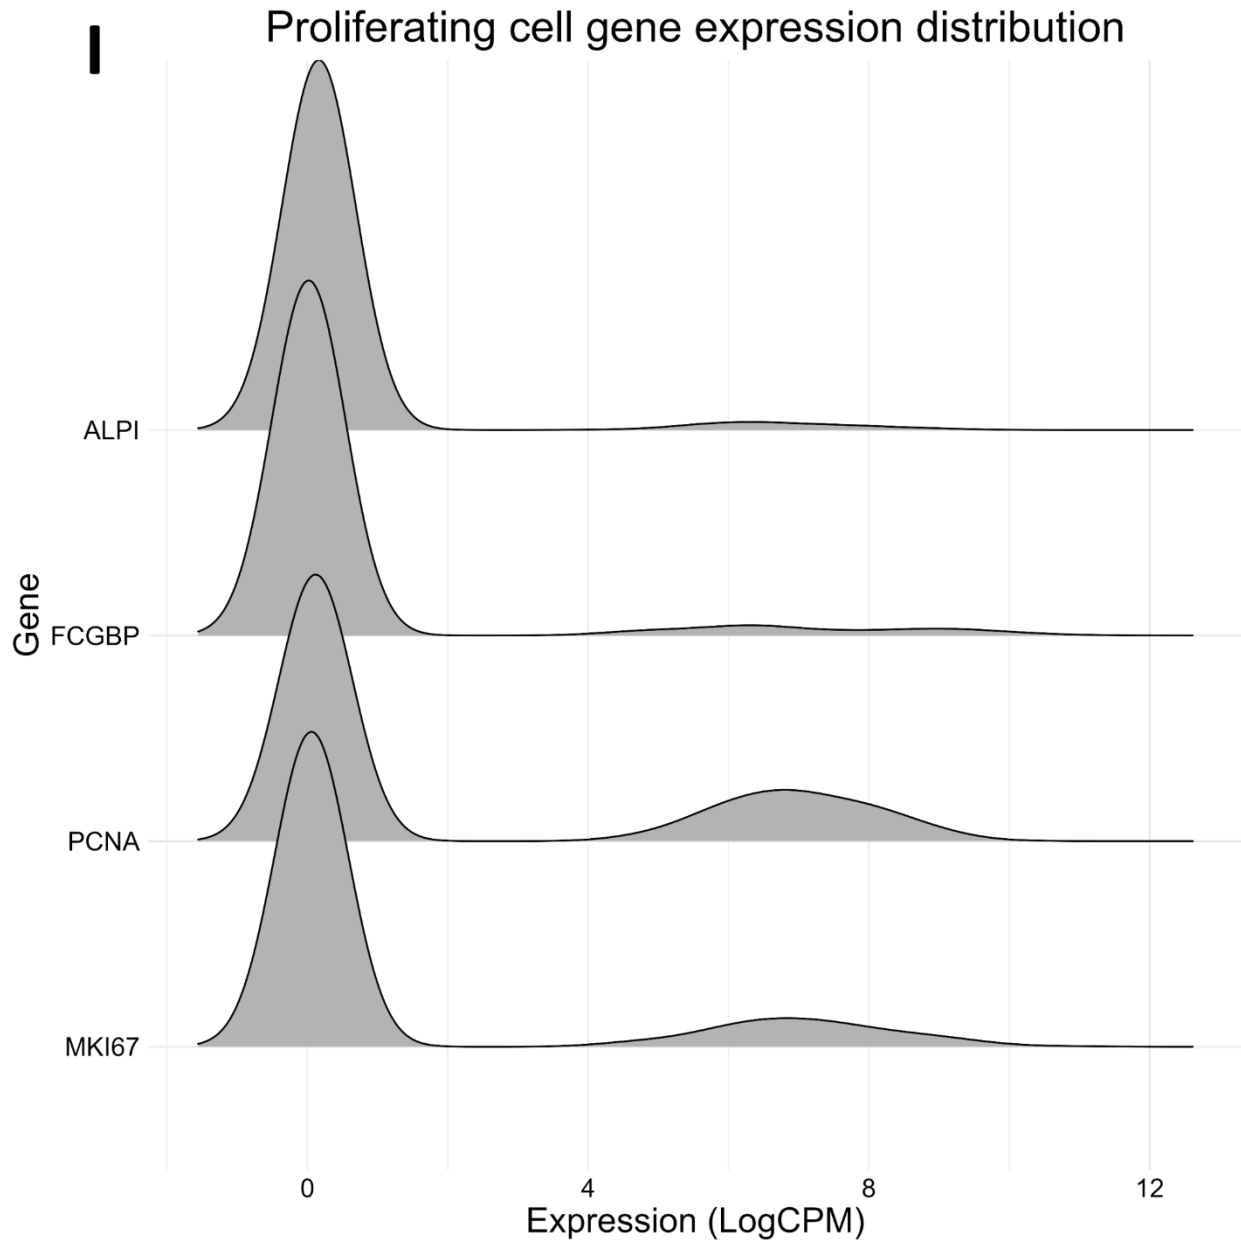 I
Proliferating cell gene expression distribution
Gene
ALPI
FCGBP
PCNA
MKI67
0 4 8 12
Expression (LogCPM)